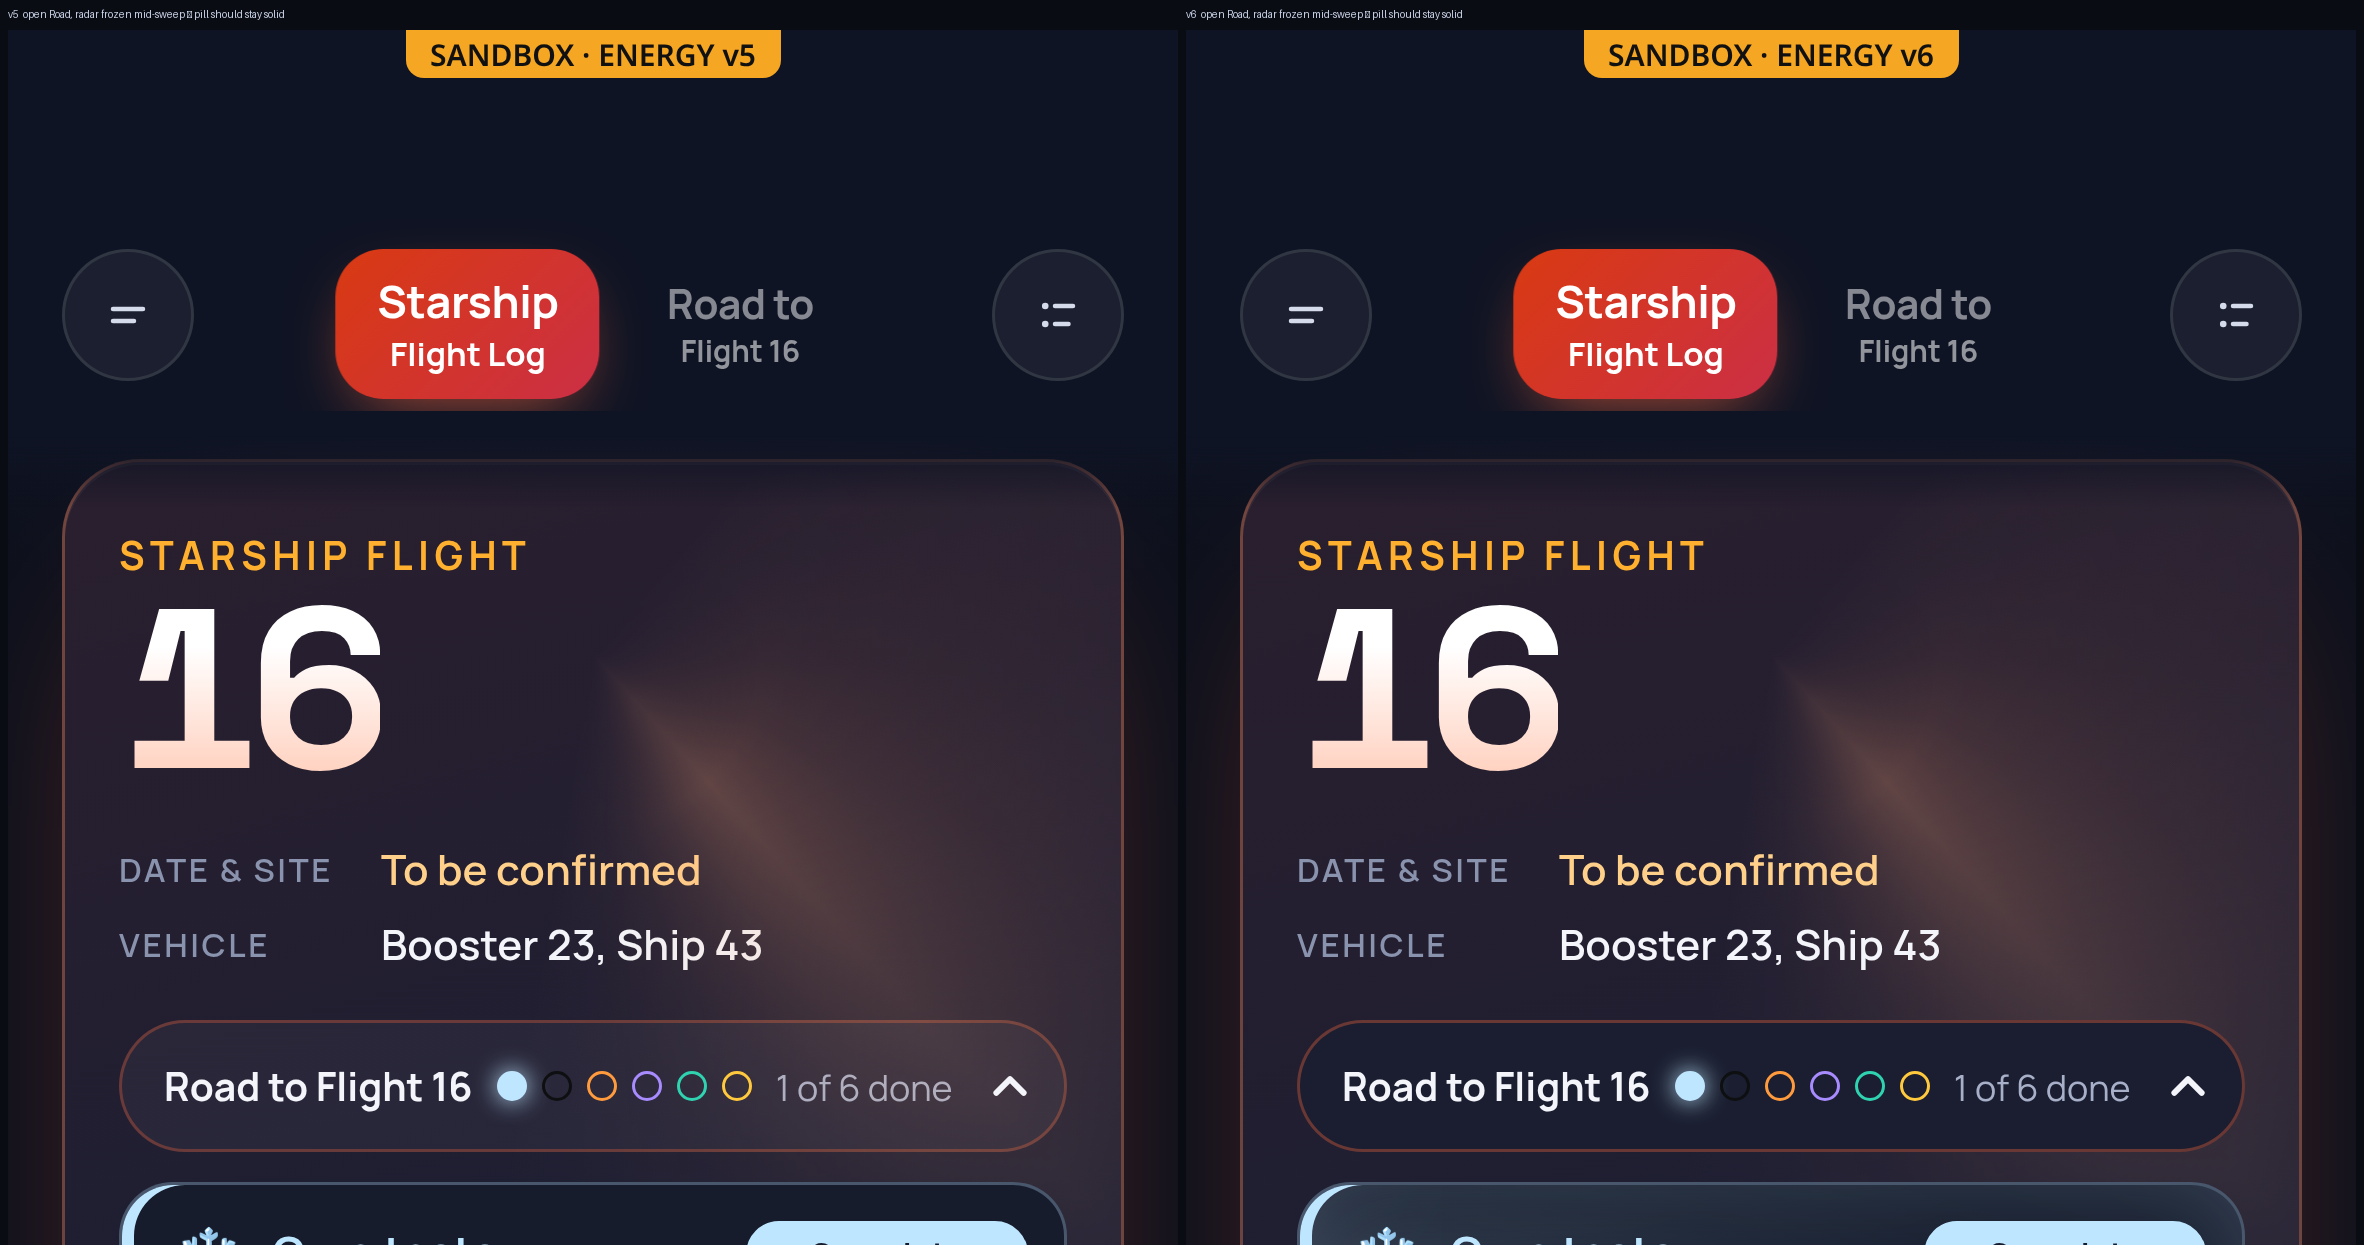 v5 open Road, radar frozen mid-sweep pill should stay solid
SANDBOX · ENERGY v5
Starship
Flight Log
Road to
Flight 16
STARSHIP FLIGHT
16
DATE & SITE To be confirmed
VEHICLE Booster 23, Ship 43
Road to Flight 16 1 of 6 done
v6 open Road, radar frozen mid-sweep pill should stay solid
SANDBOX · ENERGY v6
Starship
Flight Log
Road to
Flight 16
STARSHIP FLIGHT
16
DATE & SITE To be confirmed
VEHICLE Booster 23, Ship 43
Road to Flight 16 1 of 6 done